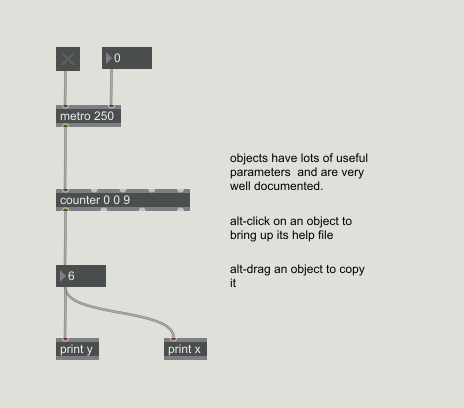 0
metro 250
objects have lots of useful
parameters  and are very
well documented.
counter 0 0 9
alt-click on an object to
bring up its help file
6
alt-drag an object to copy
it
print y
print x